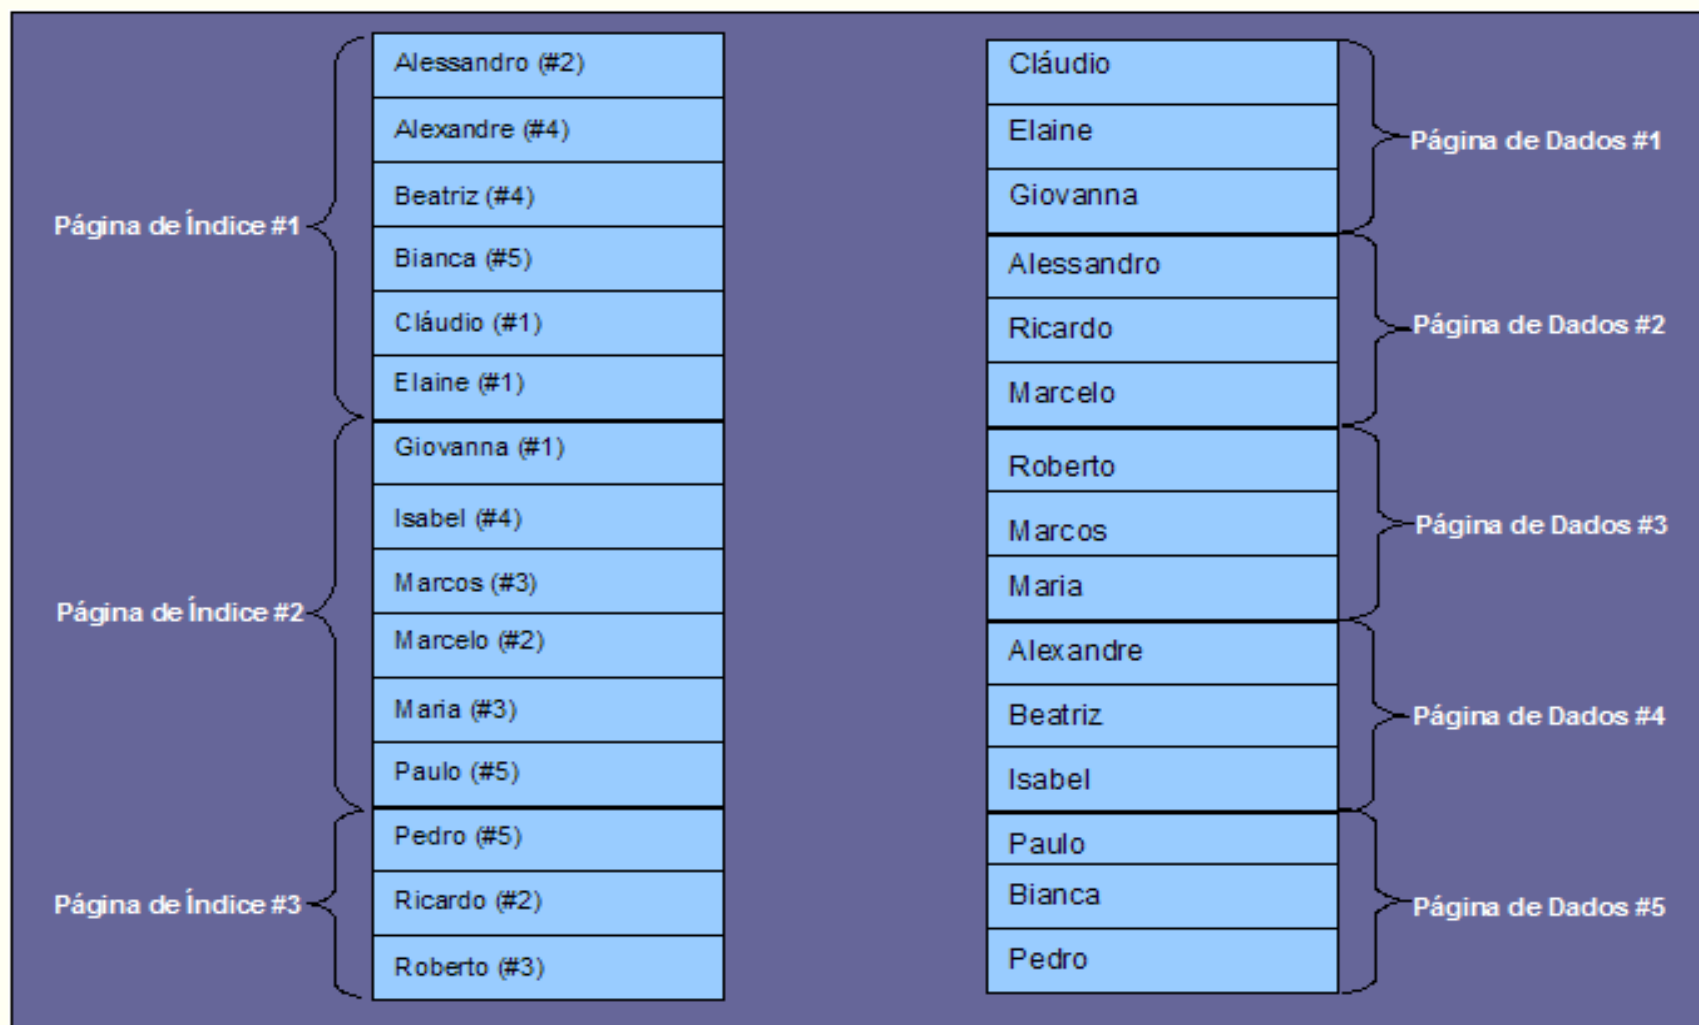 Página de Índice #1
Alessandro (#2)
Alexandre (#4)
Beatriz (#4)
Bianca (#5)
Cláudio (#1)
Elaine (#1)
Página de Índice #2
Giovanna (#1)
Isabel (#4)
Marcos (#3)
Marcelo (#2)
Maria (#3)
Paulo (#5)
Página de Índice #3
Pedro (#5)
Ricardo (#2)
Roberto (#3)
Cláudio
Elaine
Giovanna
Página de Dados #1
Alessandro
Ricardo
Marcelo
Página de Dados #2
Roberto
Marcos
Maria
Página de Dados #3
Alexandre
Beatriz
Isabel
Página de Dados #4
Paulo
Bianca
Pedro
Página de Dados #5